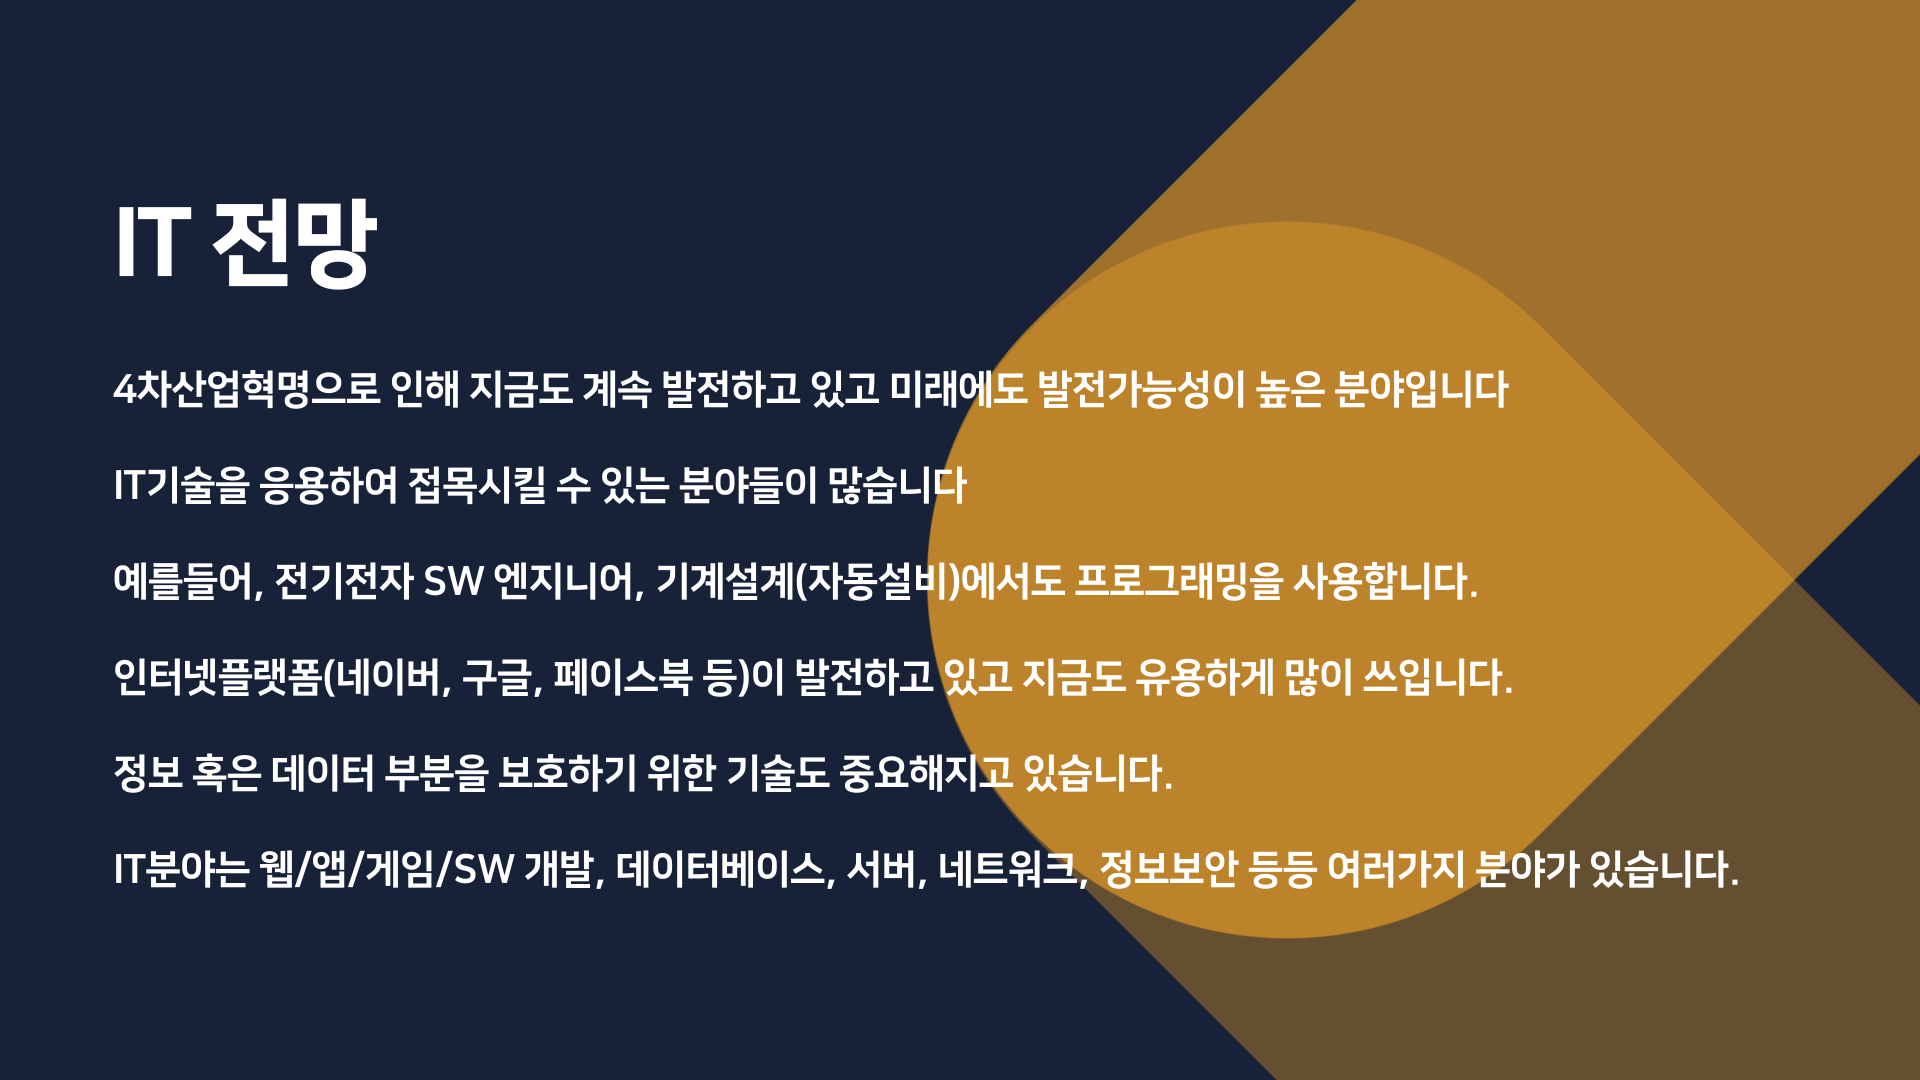 IT 전망
4차산업혁명으로 인해 지금도 계속 발전하고 있고 미래에도 발전가능성이 높은 분야입니다
IT기술을 응용하여 접목시킬 수 있는 분야들이 많습니다
예를들어, 전기전자 SW 엔지니어, 기계설계(자동설비)에서도 프로그래밍을 사용합니다.
인터넷플랫폼(네이버, 구글, 페이스북 등)이 발전하고 있고 지금도 유용하게 많이 쓰입니다.
정보 혹은 데이터 부분을 보호하기 위한 기술도 중요해지고 있습니다.
IT분야는 웹/앱/게임/SW 개발, 데이터베이스, 서버, 네트워크, 정보보안 등등 여러가지 분야가 있습니다.